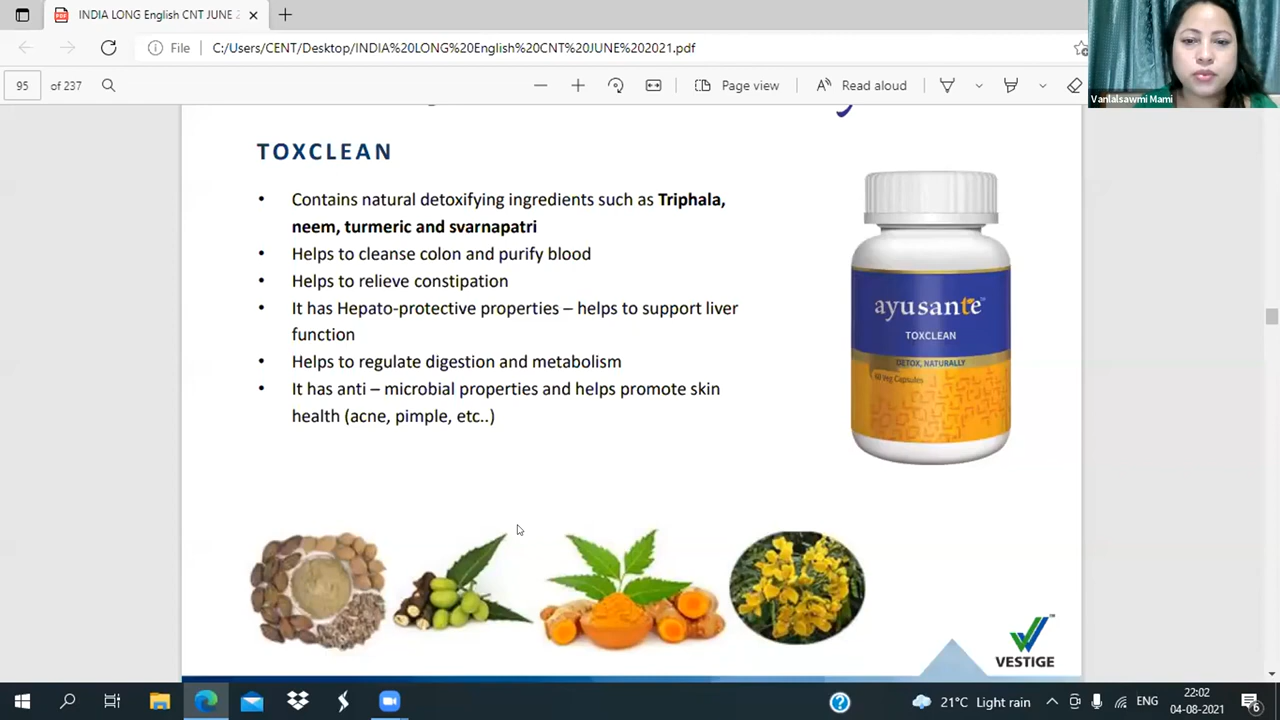 INDIA LONG English CNT JUNE 2
File
C:/Users/CENT/Desktop/INDIA%20LONG%20English%20CNT%20JUNE%202021.pdf
95 of 237
Page view
Read aloud
Vanlalsawmi Mami
TOXCLEAN
• Contains natural detoxifying ingredients such as Triphala,
neem, turmeric and svarnapatri
• Helps to cleanse colon and purify blood
• Helps to relieve constipation
• It has Hepato-protective properties – helps to support liver
function
• Helps to regulate digestion and metabolism
• It has anti – microbial properties and helps promote skin
health (acne, pimple, etc..)
ayusante
TOXCLEAN
DETOX, NATURALLY
60 Veg Capsules
VESTIGE
21°C Light rain
ENG
22:02
04-08-2021
6